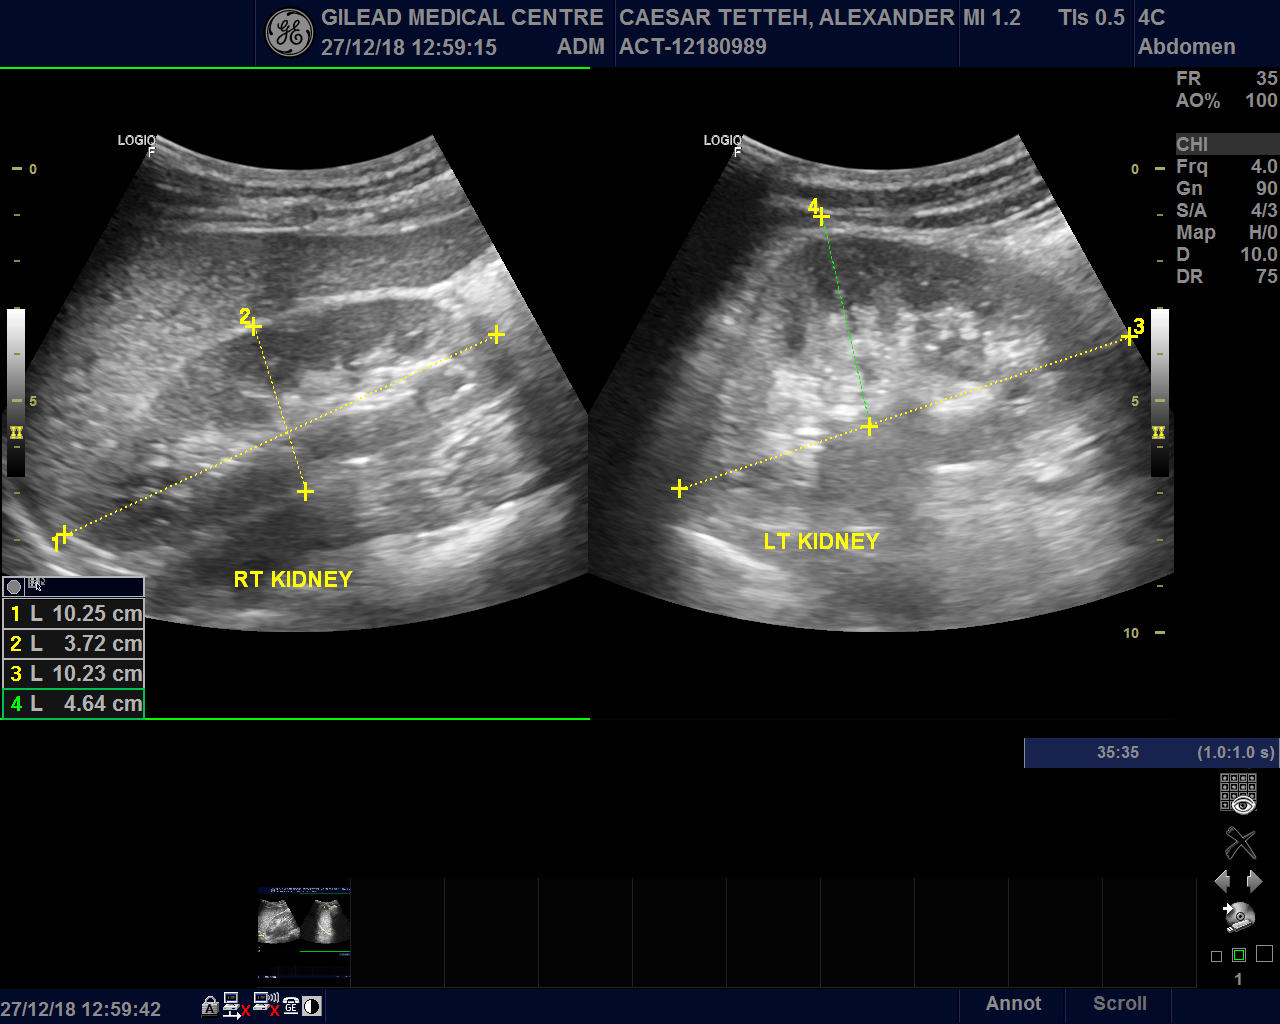 GILEAD MEDICAL CENTRE
27/12/18 12:59:15 ADM
CAESAR TETTEH, ALEXANDER
ACT-12180989
MI 1.2 TIs 0.5
4C
Abdomen
FR 35
AO% 100
CHI
Frq 4.0
Gn 90
S/A 4/3
Map H/0
D 10.0
DR 75
LOGIQ
F
0
5
2
1
RT KIDNEY
LOGIQ
F
4
3
LT KIDNEY
0
5
10
1 L 10.25 cm
2 L 3.72 cm
3 L 10.23 cm
4 L 4.64 cm
35:35 (1.0:1.0 s)
1
27/12/18 12:59:42
A
GE
Annot
Scroll